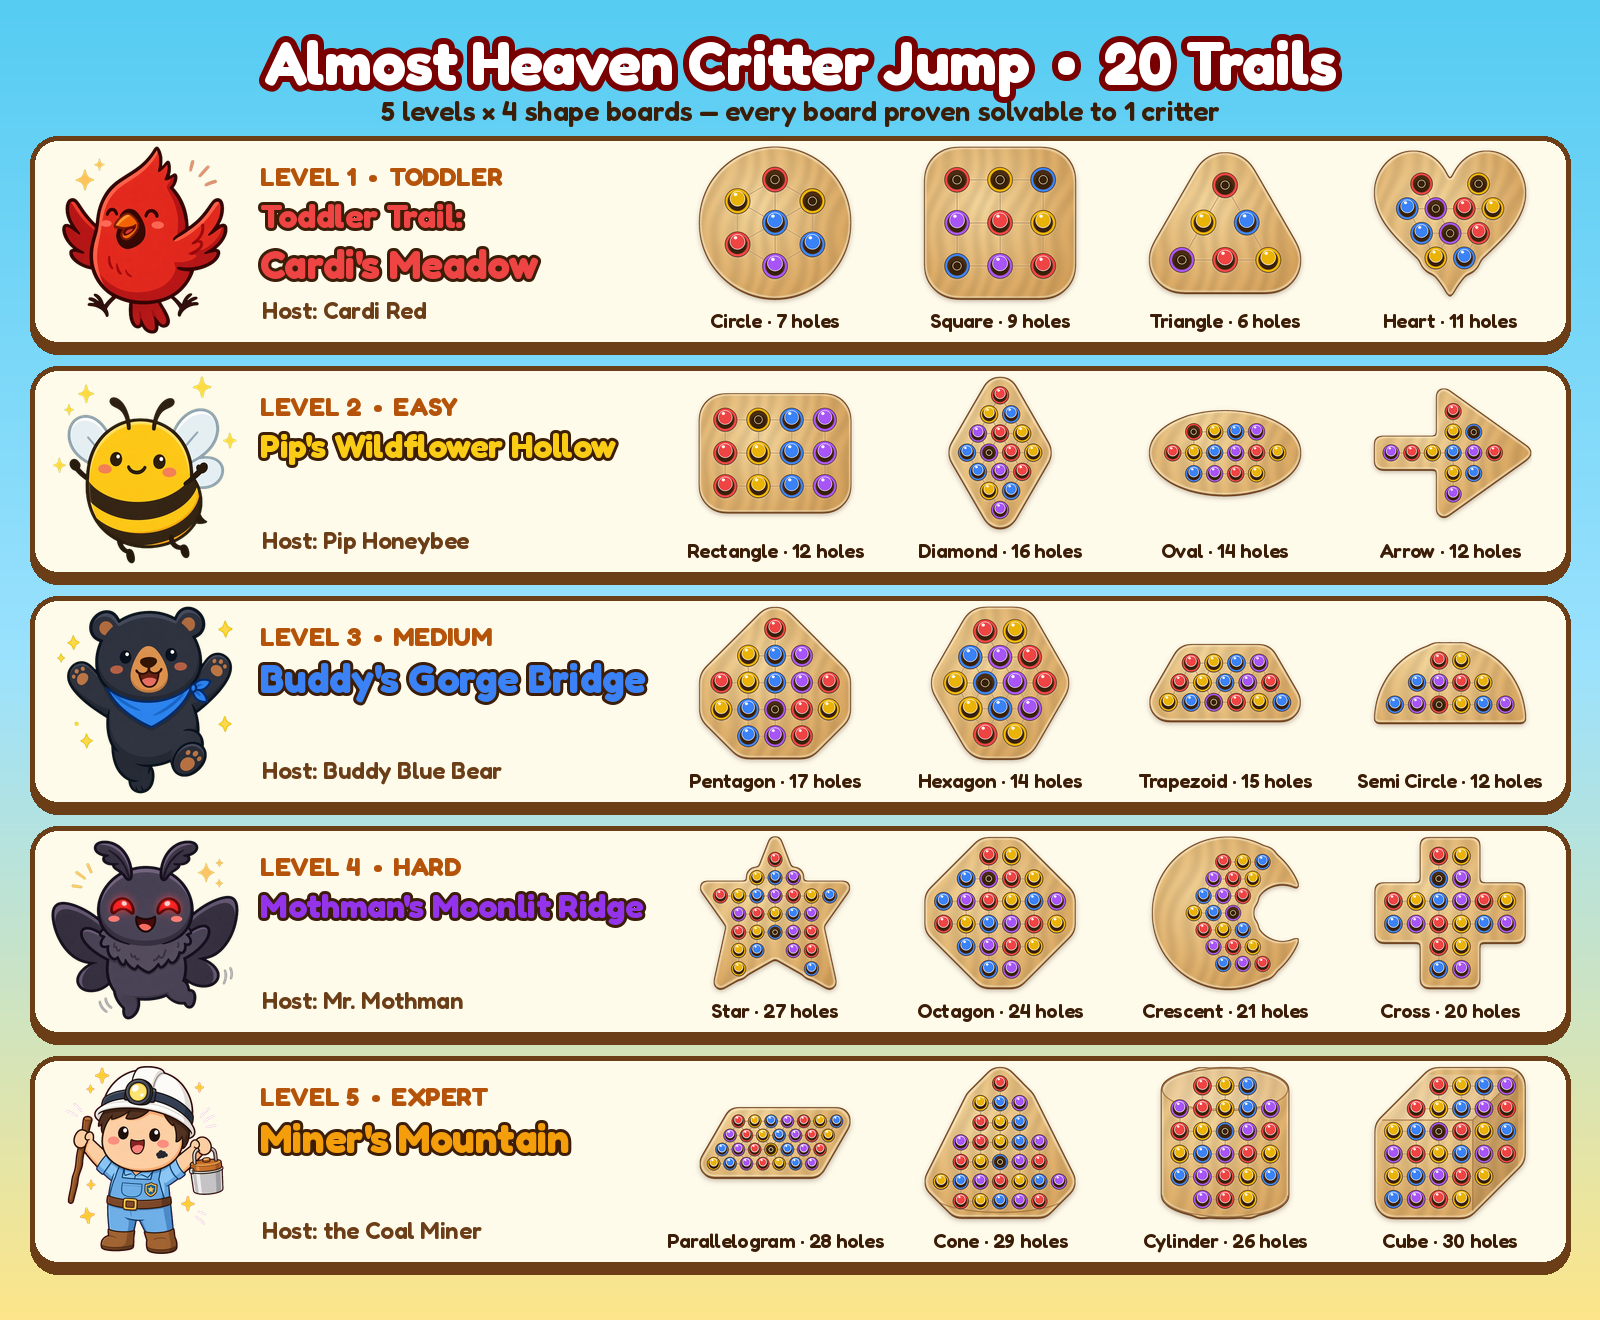 Almost Heaven Critter Jump • 20 Trails
5 levels × 4 shape boards — every board proven solvable to 1 critter
LEVEL 1 • TODDLER
Toddler Trail:
Cardi's Meadow
Host: Cardi Red
Circle · 7 holes
Square · 9 holes
Triangle · 6 holes
Heart · 11 holes
LEVEL 2 • EASY
Pip's Wildflower Hollow
Host: Pip Honeybee
Rectangle · 12 holes
Diamond · 16 holes
Oval · 14 holes
Arrow · 12 holes
LEVEL 3 • MEDIUM
Buddy's Gorge Bridge
Host: Buddy Blue Bear
Pentagon · 17 holes
Hexagon · 14 holes
Trapezoid · 15 holes
Semi Circle · 12 holes
LEVEL 4 • HARD
Mothman's Moonlit Ridge
Host: Mr. Mothman
Star · 27 holes
Octagon · 24 holes
Crescent · 21 holes
Cross · 20 holes
LEVEL 5 • EXPERT
Miner's Mountain
Host: the Coal Miner
Parallelogram · 28 holes
Cone · 29 holes
Cylinder · 26 holes
Cube · 30 holes